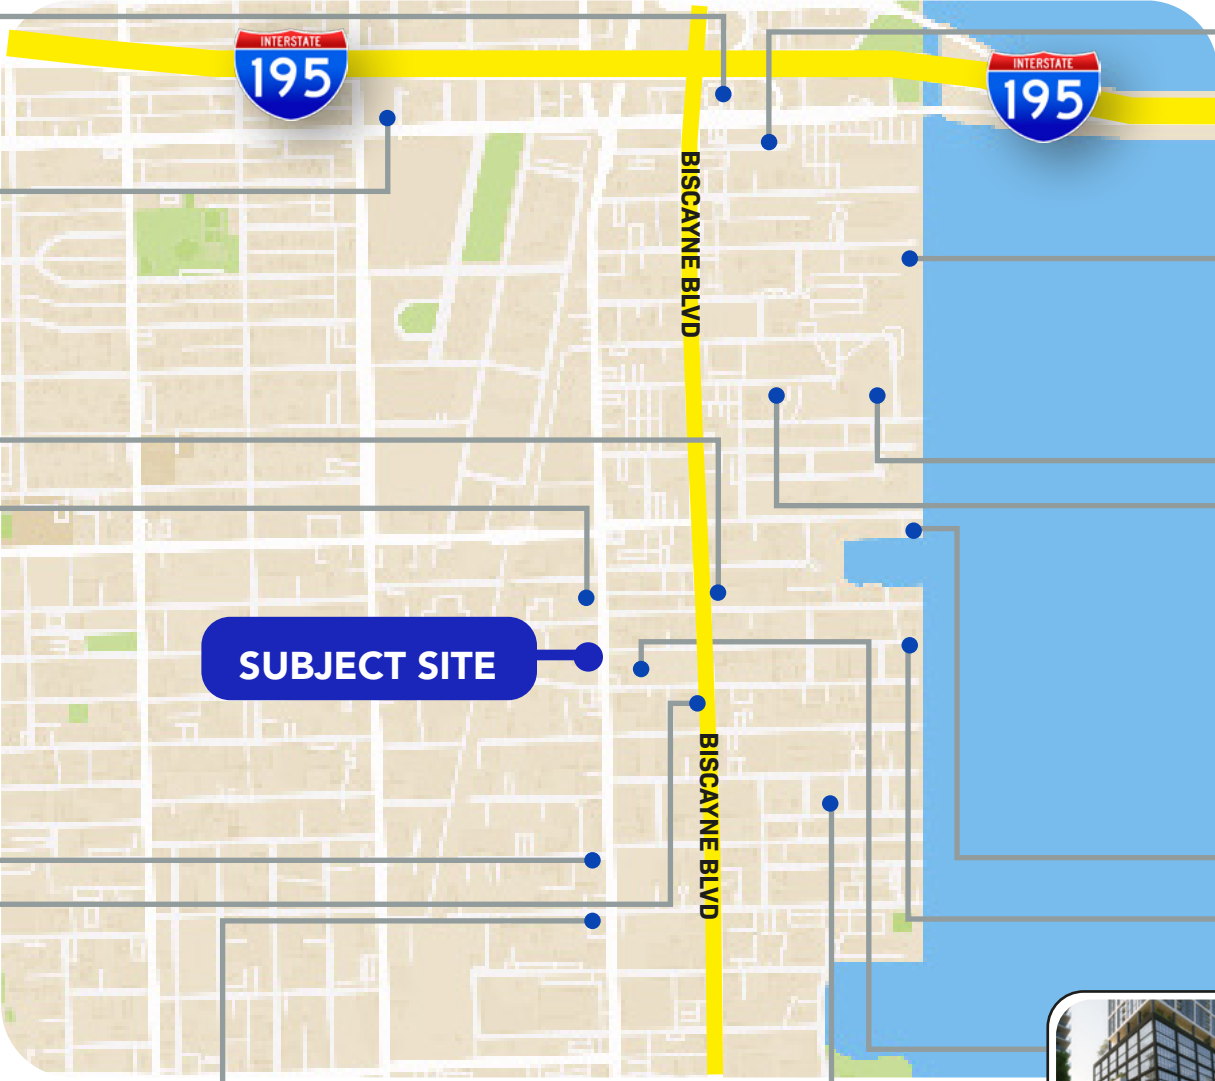 INTERSTATE
195
INTERSTATE
195
BISCAYNE BLVD
SUBJECT SITE
BISCAYNE BLVD